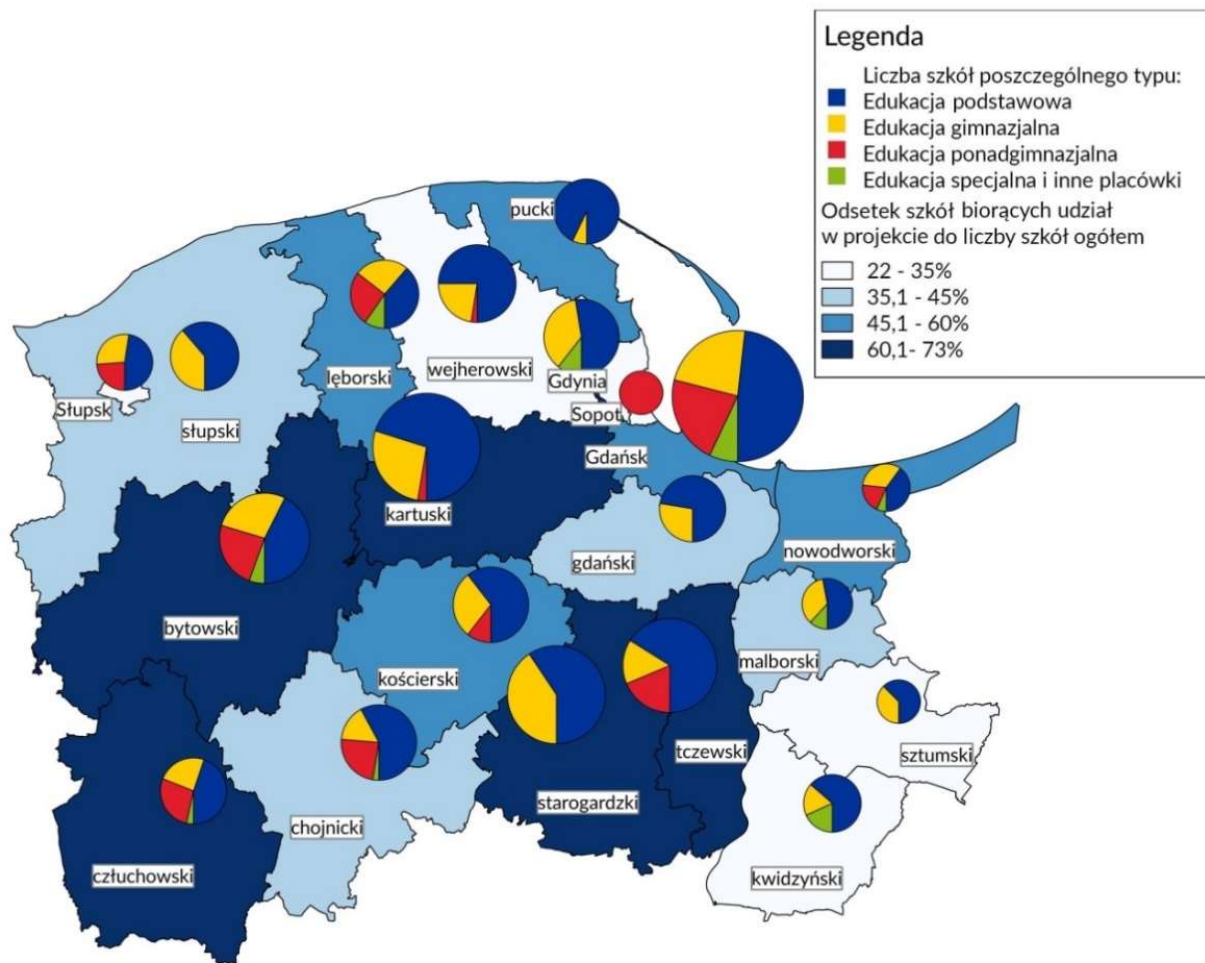 Legenda
Liczba szkół poszczególnego typu:
Edukacja podstawowa
Edukacja gimnazjalna
Edukacja ponadgimnazjalna
Edukacja specjalna i inne placówki
Odsetek szkół biorących udział
w projekcie do liczby szkół ogółem
22 - 35%
35,1 - 45%
45,1 - 60%
60,1- 73%
pucki
lęborski
wejherowski
Gdynia
Sopot
Słupsk
słupski
Gdańsk
kartuski
gdański
nowodworski
bytowski
kościerski
malborski
tczewski
sztumski
starogardzki
chojnicki
człuchowski
kwidzyński